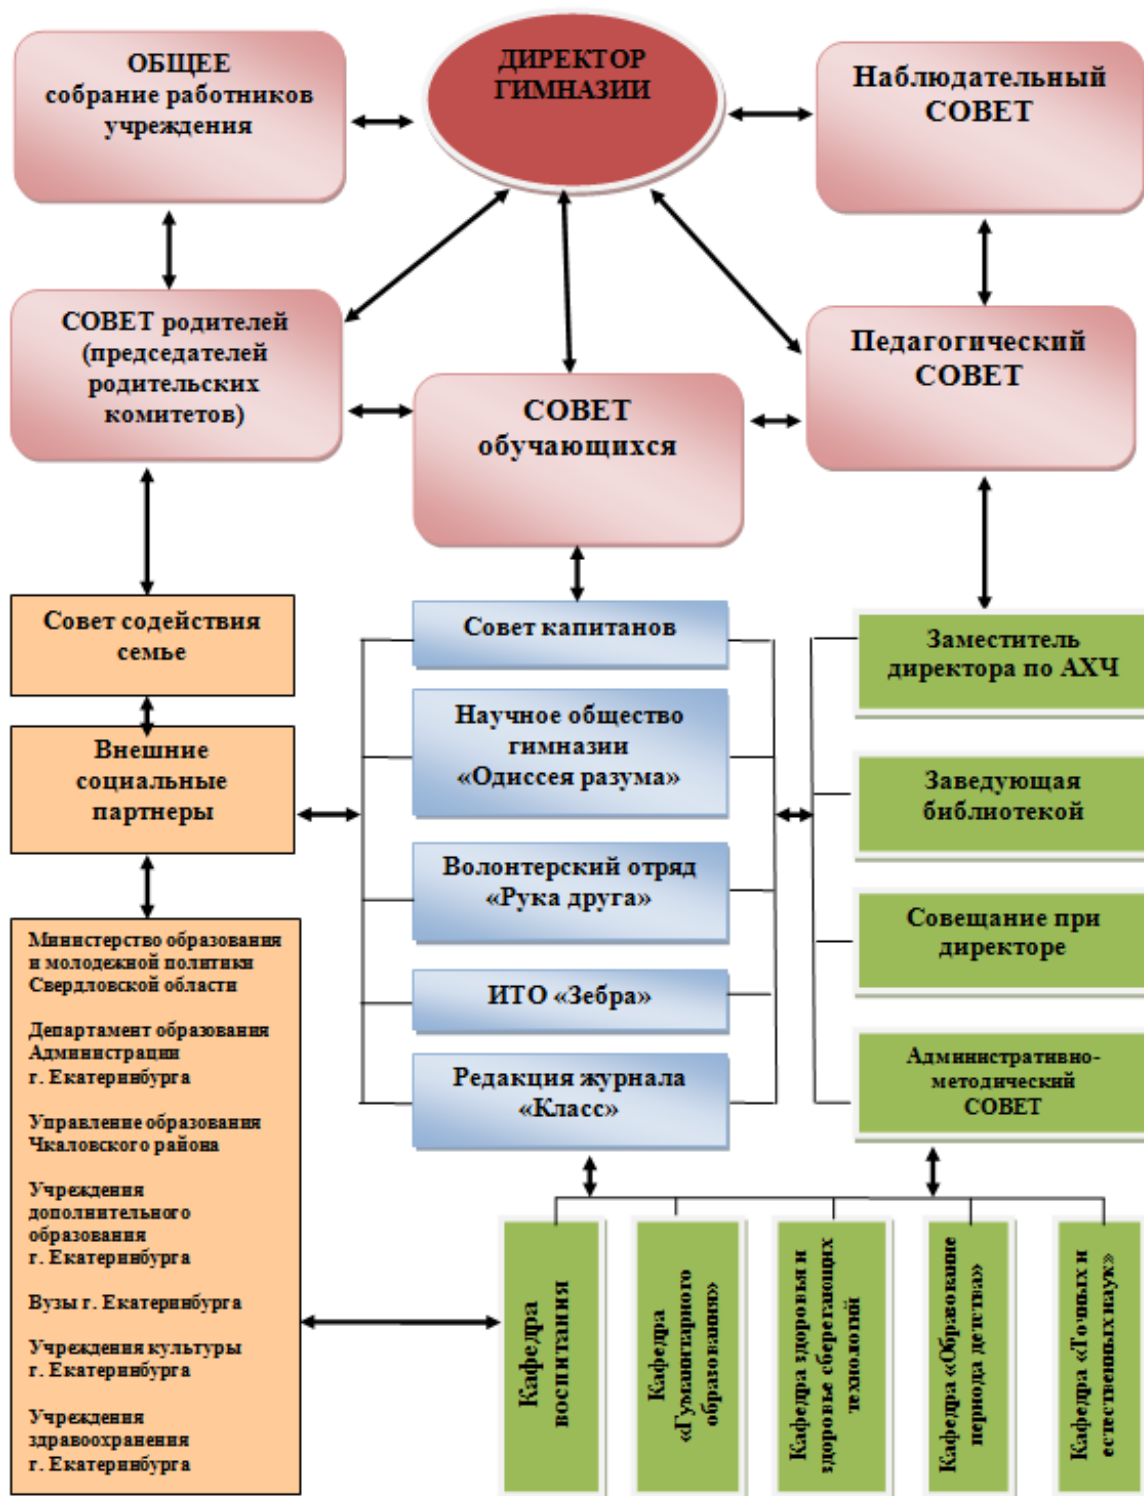 ОБЩЕЕ
собрание работников
учреждения
ДИРЕКТОР
ГИМНАЗИИ
Наблюдательный
СОВЕТ
СОВЕТ родителей
(председателей
родительских
комитетов)
СОВЕТ
обучающихся
Педагогический
СОВЕТ
Совет содействия
семье
Внешние
социальные
партнеры
Министерство образования
и молодежной политики
Свердловской области
Департамент образования
Администрации
г. Екатеринбурга
Управление образования
Чкаловского района
Учреждения
дополнительного
образования
г. Екатеринбурга
Вузы г. Екатеринбурга
Учреждения культуры
г. Екатеринбурга
Учреждения
здравоохранения
г. Екатеринбурга
Совет капитанов
Научное общество
гимназии
«Одиссея разума»
Волонтерский отряд
«Рука друга»
ИТО «Зебра»
Редакция журнала
«Класс»
Заместитель
директора по АХЧ
Заведующая
библиотекой
Совещание при
директоре
Административно-
методический
СОВЕТ
Кафедра
воспитания
Кафедра
«Гуманитарного
образования»
Кафедра здоровья и
здоровье сберегающих
технологий
Кафедра «Образование
периода детства»
Кафедра «Точных и
естественных наук»